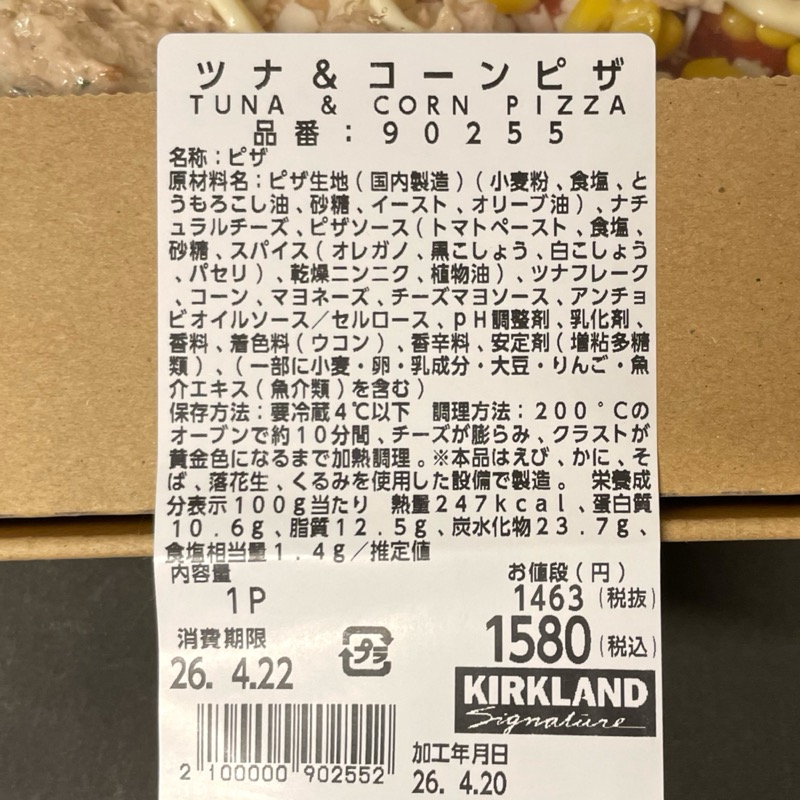 ツナ&コーンピザ
TUNA & CORN PIZZA
品番:90255
名称:ピザ
原材料名:ピザ生地(国内製造)(小麦粉、食塩、と
うもろこし油、砂糖、イースト、オリーブ油)、ナチ
ュラルチーズ、ピザソース(トマトペースト、食塩、
砂糖、スパイス(オレガノ、黒こしょう、白こしょう
、パセリ)、乾燥ニンニク、植物油)、ツナフレーク
、コーン、マヨネーズ、チーズマヨソース、アンチョ
ビオイルソース/セルロース、pH調整剤、乳化剤、
香料、着色料(ウコン)、香辛料、安定剤(増粘多糖
類)、(一部に小麦・卵・乳成分・大豆・りんご・魚
介エキス(魚介類)を含む)
保存方法:要冷蔵4℃以下 調理方法:200°Cの
オーブンで約10分間、チーズが膨らみ、クラストが
黄金色になるまで加熱調理。※本品はえび、かに、そ
ば、落花生、くるみを使用した設備で製造。 栄養成
分表示100g当たり 熱量247kcal、蛋白質
10.6g、脂質12.5g、炭水化物23.7g、
食塩相当量1.4g/推定値
内容量
1P
お値段(円)
1463(税抜)
1580(税込)
消費期限
26. 4.22
プラ
KIRKLAND
Signature
2 100000 902552
加工年月日
26. 4.20